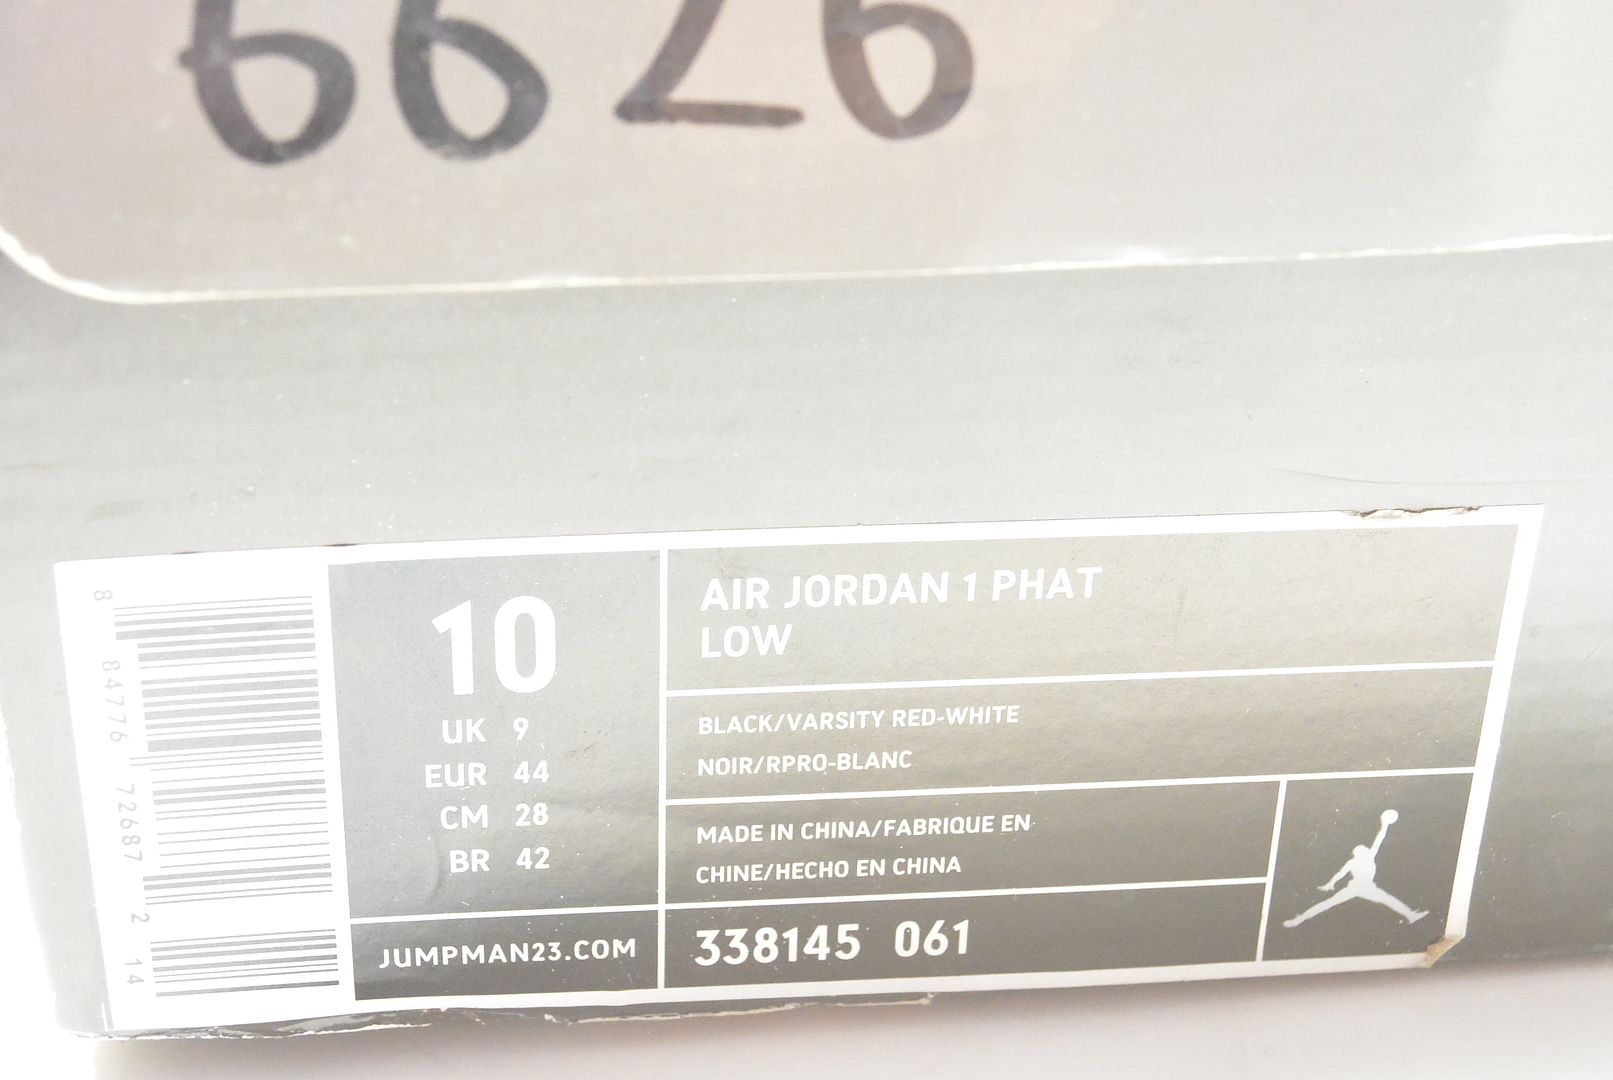 6626
AIR JORDAN 1 PHAT
LOW
10
UK 9
EUR 44
CM 28
BR 42
BLACK/VARSITY RED-WHITE
NOIR/RPRO-BLANC
MADE IN CHINA/FABRIQUE EN
CHINE/HECHO EN CHINA
338145 061
JUMPMAN23.COM
8 84776 72687 2 14